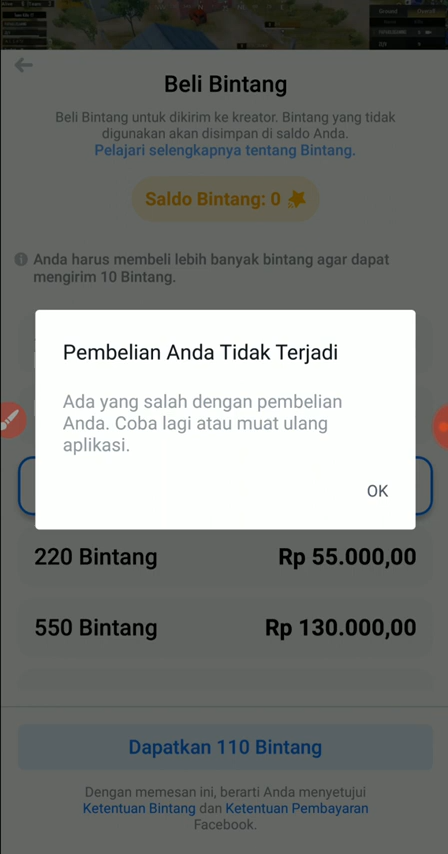 Beli Bintang
Beli Bintang untuk dikirim ke kreator. Bintang yang tidak
digunakan akan disimpan di saldo Anda.
Pelajari selengkapnya tentang Bintang.
Saldo Bintang: 0
Anda harus membeli lebih banyak bintang agar dapat
mengirim 10 Bintang.
Pembelian Anda Tidak Terjadi
Ada yang salah dengan pembelian
Anda. Coba lagi atau muat ulang
aplikasi.
OK
220 Bintang Rp 55.000,00
550 Bintang Rp 130.000,00
Dapatkan 110 Bintang
Dengan memesan ini, berarti Anda menyetujui
Ketentuan Bintang dan Ketentuan Pembayaran
Facebook.